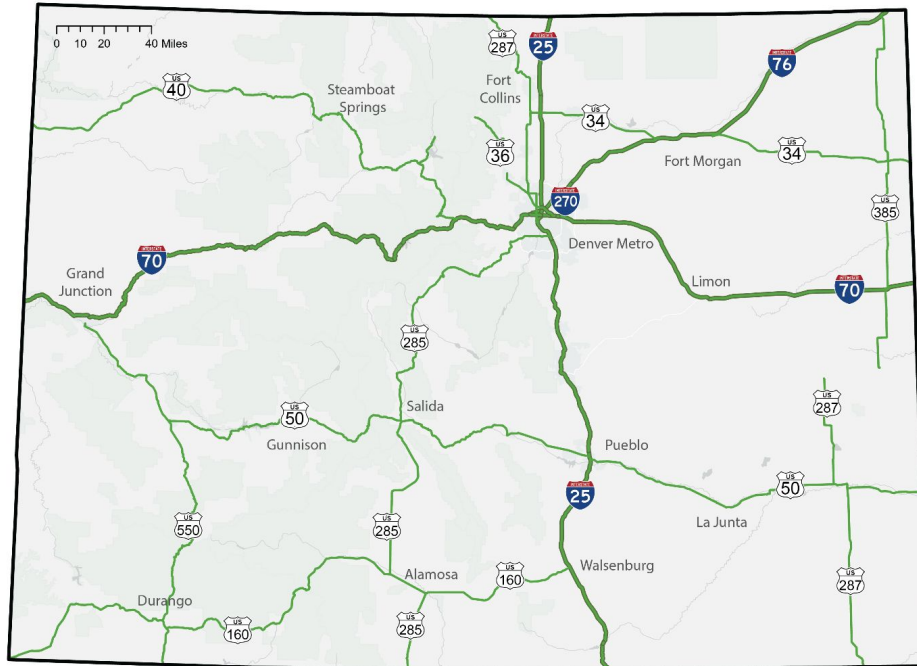 0 10 20 40 Miles
US
287
INTERSTATE
25
INTERSTATE
76
US
40
Steamboat
Springs
Fort
Collins
US
34
US
36
Fort Morgan
US
34
INTERSTATE
270
US
385
Denver Metro
INTERSTATE
70
Grand
Junction
Limon
INTERSTATE
70
US
285
Salida
US
50
Gunnison
US
287
Pueblo
US
50
INTERSTATE
25
La Junta
US
550
US
285
Alamosa
US
160
Walsenburg
US
287
Durango
US
160
US
285